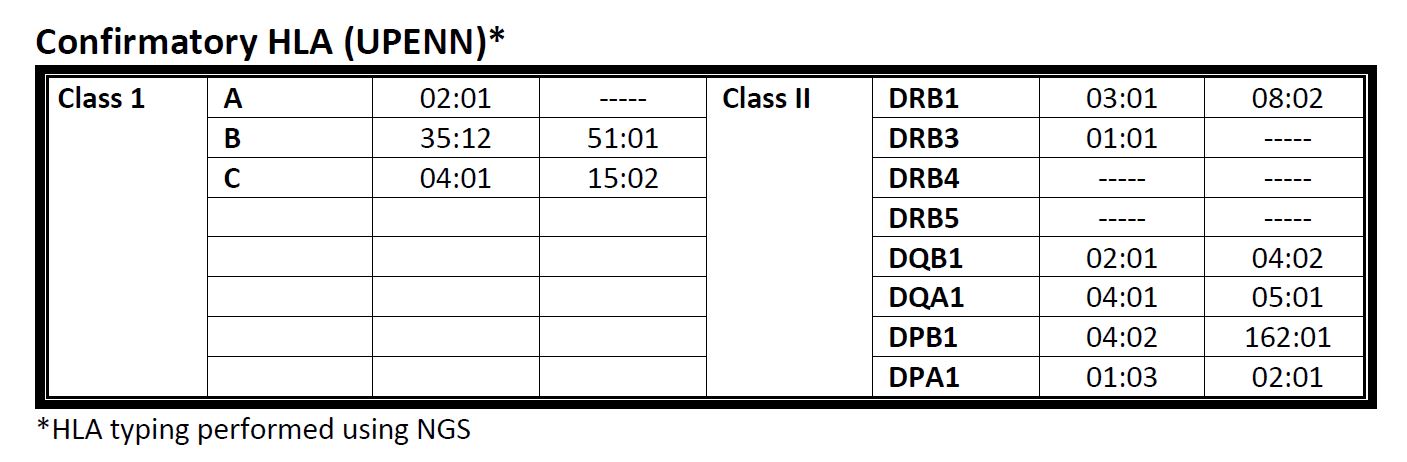 Confirmatory HLA (UPENN)*
Class 1 A 02:01 ----- Class II DRB1 03:01 08:02
B 35:12 51:01 DRB3 01:01 -----
C 04:01 15:02 DRB4 ----- -----
DRB5 ----- -----
DQB1 02:01 04:02
DQA1 04:01 05:01
DPB1 04:02 162:01
DPA1 01:03 02:01
*HLA typing performed using NGS